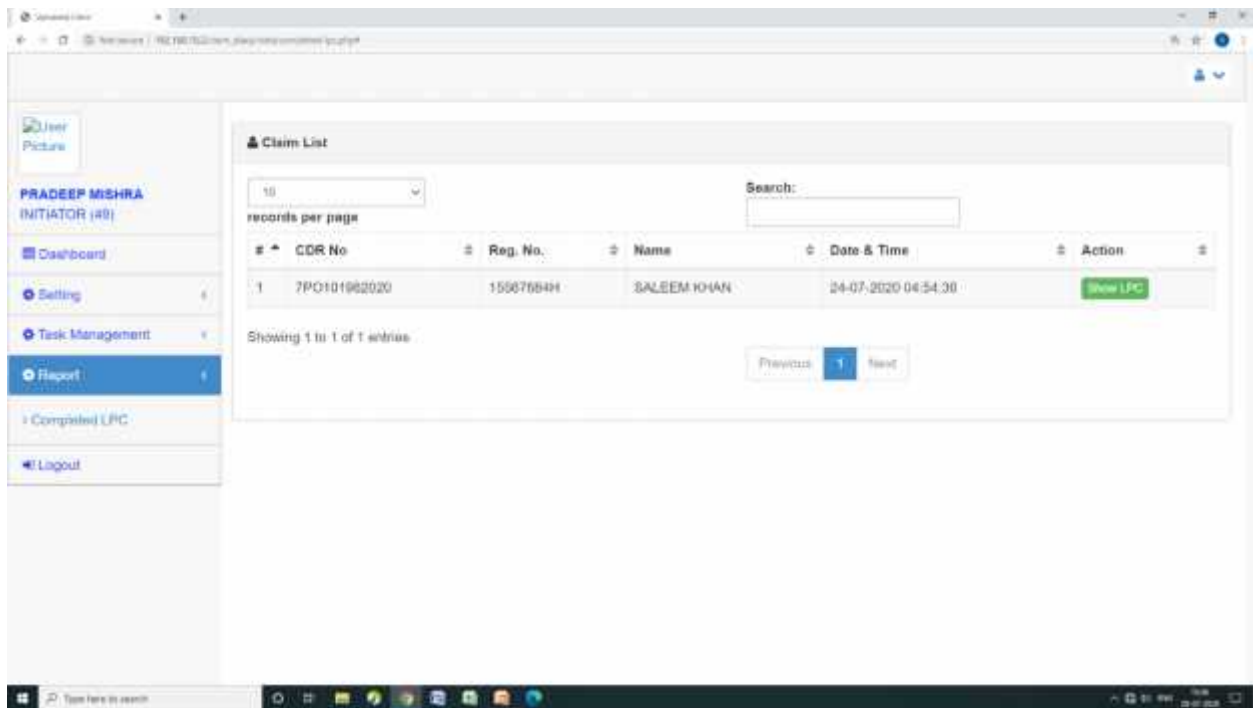 Not secure
User
Picture
PRADEEP MISHRA
INITIATOR (49)
Dashboard
Setting
Task Management
Report
Completed LPC
Logout
Claim List
10
records per page
Search:
# CDR No Reg. No. Name Date & Time Action
1 7PO101982020 SALEEM KHAN 24-07-2020 04:54:38 Show LPC
Showing 1 to 1 of 1 entries
Previous 1 Next
Type here to search